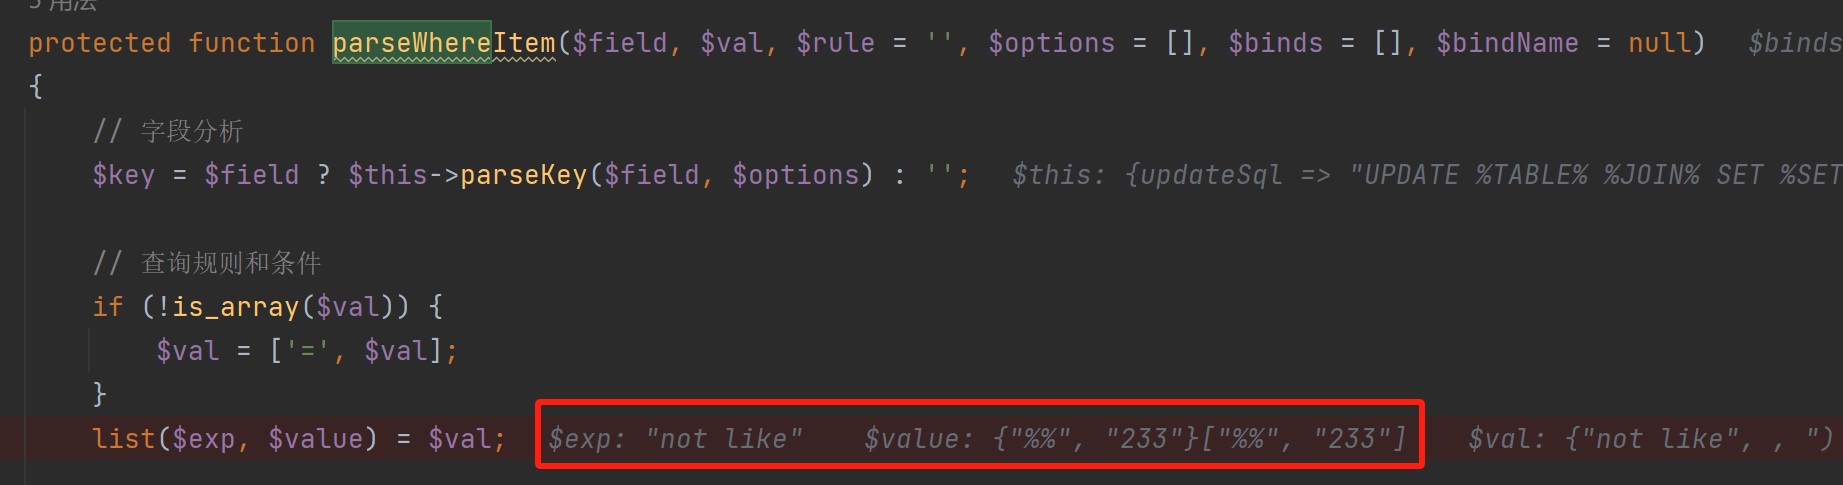 5 用法
protected function parseWhereItem($field, $val, $rule = '', $options = [], $binds = [], $bindName = null)   $binds
{
    // 字段分析
    $key = $field ? $this->parseKey($field, $options) : '';   $this: {updateSql => "UPDATE %TABLE% %JOIN% SET %SET
    // 查询规则和条件
    if (!is_array($val)) {
        $val = ['=', $val];
    }
    list($exp, $value) = $val;   $exp: "not like"    $value: {"%%", "233"}["%%", "233"]    $val: {"not like", , ")